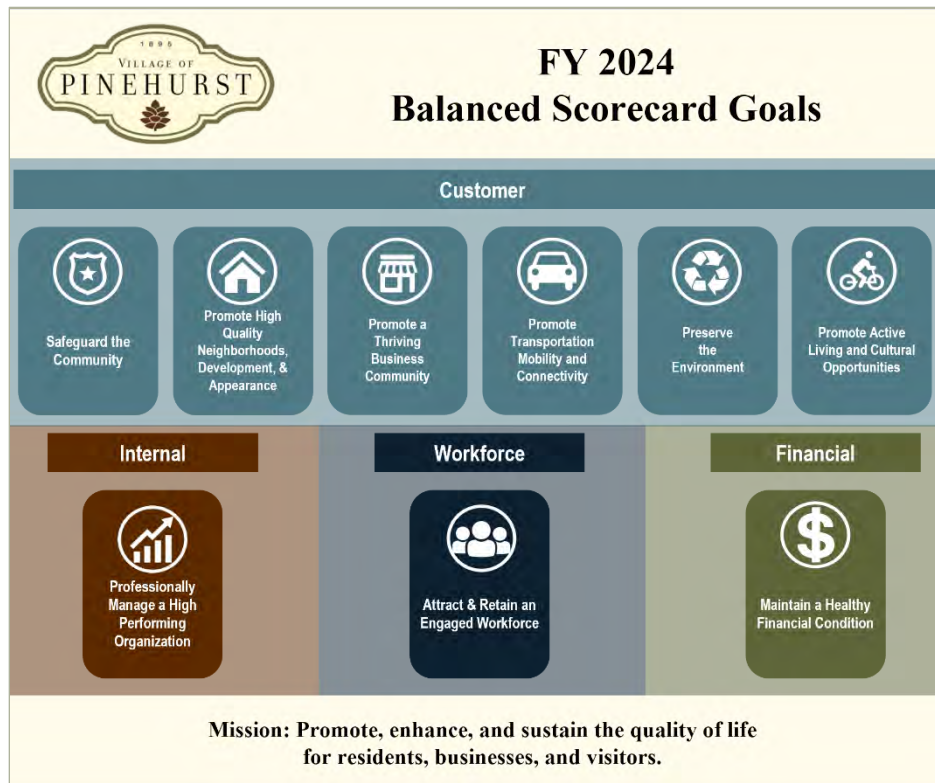 1895
VILLAGE OF
PINEHURST
FY 2024
Balanced Scorecard Goals
Customer
Safeguard the
Community
Promote High
Quality
Neighborhoods,
Development, &
Appearance
Promote a
Thriving
Business
Community
Promote
Transportation
Mobility and
Connectivity
Preserve
the
Environment
Promote Active
Living and Cultural
Opportunities
Internal
Workforce
Financial
Professionally
Manage a High
Performing
Organization
Attract & Retain an
Engaged Workforce
$
Maintain a Healthy
Financial Condition
Mission: Promote, enhance, and sustain the quality of life
for residents, businesses, and visitors.